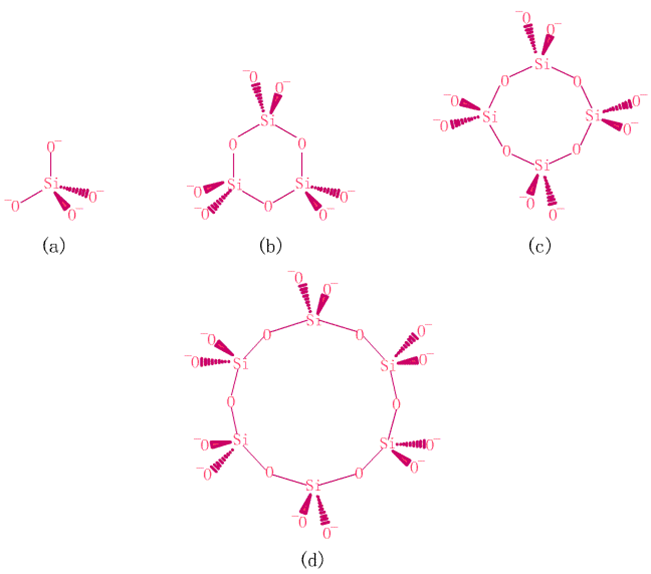 O⁻
Si
O⁻
⁻O O⁻
(a)
⁻O O⁻
Si
O O
Si Si
⁻O O⁻
⁻O O O⁻
(b)
⁻O O⁻
Si
O O
⁻O O⁻
Si Si
⁻O O⁻
O O
Si
⁻O O⁻
(c)
⁻O O⁻
Si
O O
⁻O O⁻
⁻O Si Si O⁻
O O
⁻O Si Si O⁻
⁻O O O O⁻
Si
⁻O O⁻
(d)